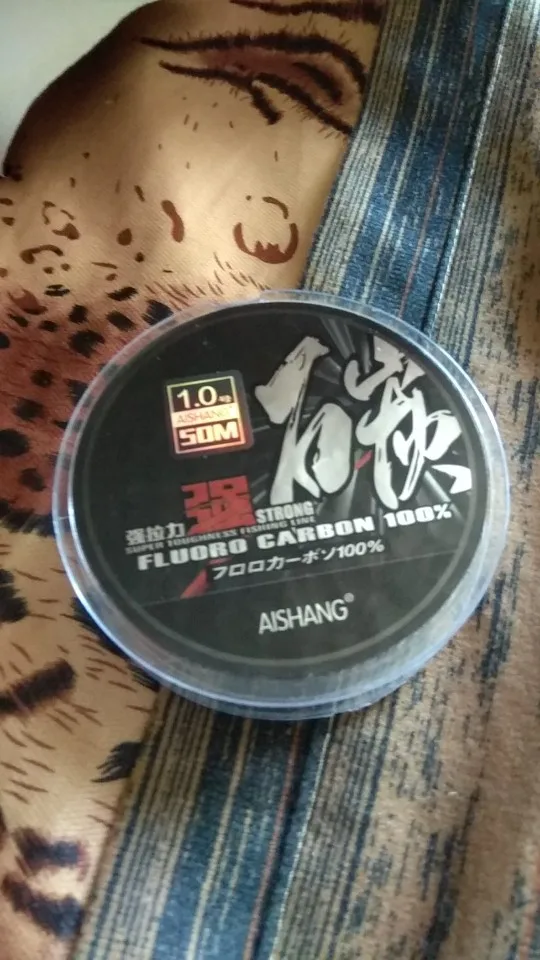 1.0号
AISHANG®
50M
强
强拉力
STRONG
SUPER TOUGHNESS FISHING LINE
FLUORO CARBON 100%
フロロカーボン100%
AISHANG®